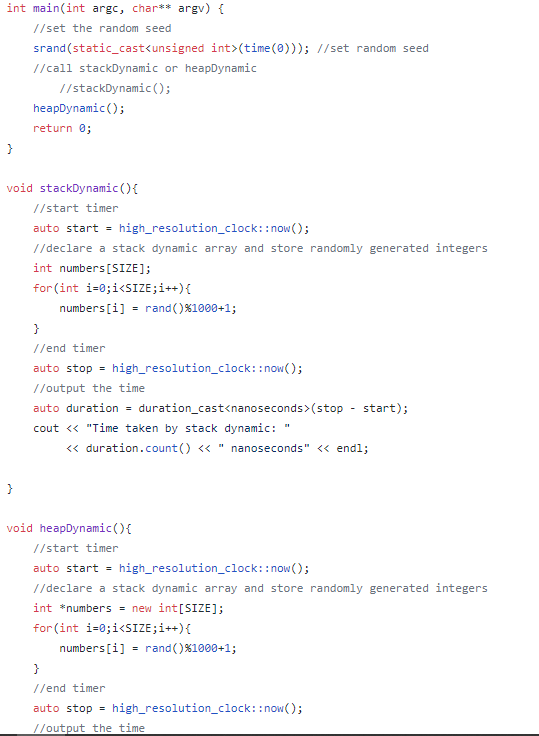 int main(int argc, char** argv) {
    //set the random seed
    srand(static_cast<unsigned int>(time(0))); //set random seed
    //call stackDynamic or heapDynamic
        //stackDynamic();
    heapDynamic();
    return 0;
}

void stackDynamic(){
    //start timer
    auto start = high_resolution_clock::now();
    //declare a stack dynamic array and store randomly generated integers
    int numbers[SIZE];
    for(int i=0;i<SIZE;i++){
        numbers[i] = rand()%1000+1;
    }
    //end timer
    auto stop = high_resolution_clock::now();
    //output the time
    auto duration = duration_cast<nanoseconds>(stop - start);
    cout << "Time taken by stack dynamic: "
         << duration.count() << " nanoseconds" << endl;

}

void heapDynamic(){
    //start timer
    auto start = high_resolution_clock::now();
    //declare a stack dynamic array and store randomly generated integers
    int *numbers = new int[SIZE];
    for(int i=0;i<SIZE;i++){
        numbers[i] = rand()%1000+1;
    }
    //end timer
    auto stop = high_resolution_clock::now();
    //output the time